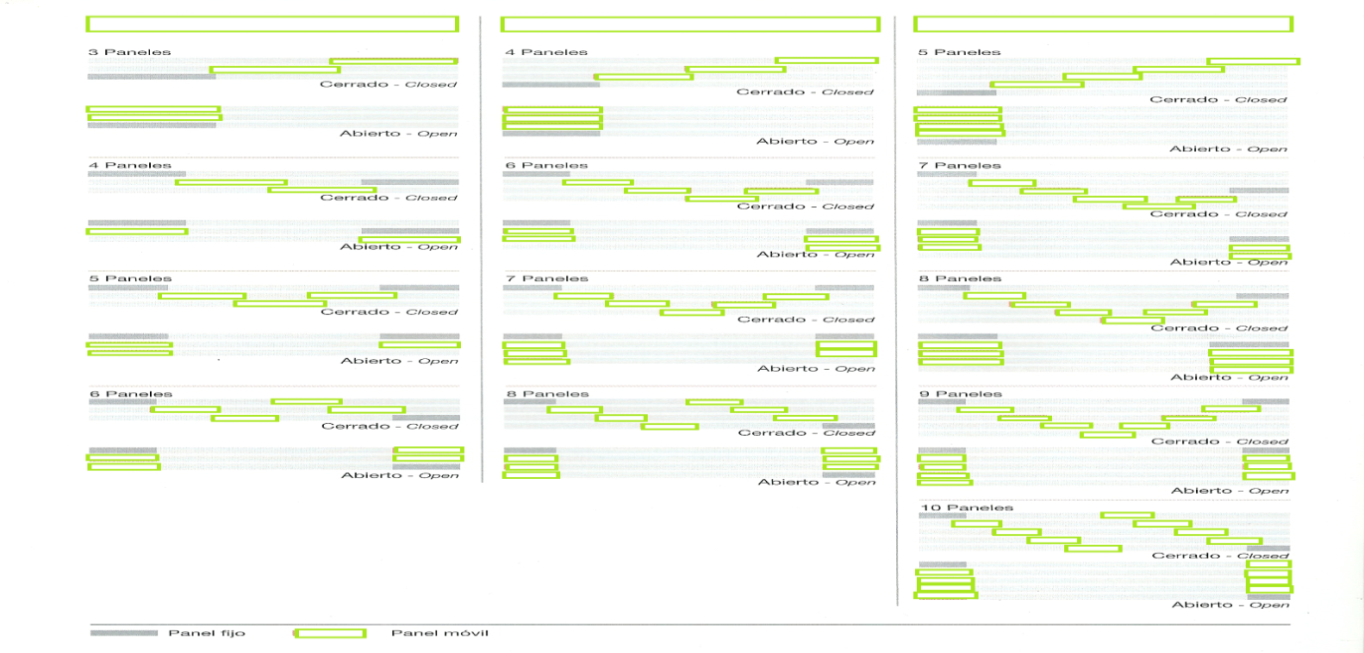 3 Paneles
Cerrado - Closed
Abierto - Open
4 Paneles
Cerrado - Closed
Abierto - Open
5 Paneles
Cerrado - Closed
Abierto - Open
6 Paneles
Cerrado - Closed
Abierto - Open
4 Paneles
Cerrado - Closed
Abierto - Open
6 Paneles
Cerrado - Closed
Abierto - Open
7 Paneles
Cerrado - Closed
Abierto - Open
8 Paneles
Cerrado - Closed
Abierto - Open
5 Paneles
Cerrado - Closed
Abierto - Open
7 Paneles
Cerrado - Closed
Abierto - Open
8 Paneles
Cerrado - Closed
Abierto - Open
9 Paneles
Cerrado - Closed
Abierto - Open
10 Paneles
Cerrado - Closed
Abierto - Open
Panel fijo Panel móvil